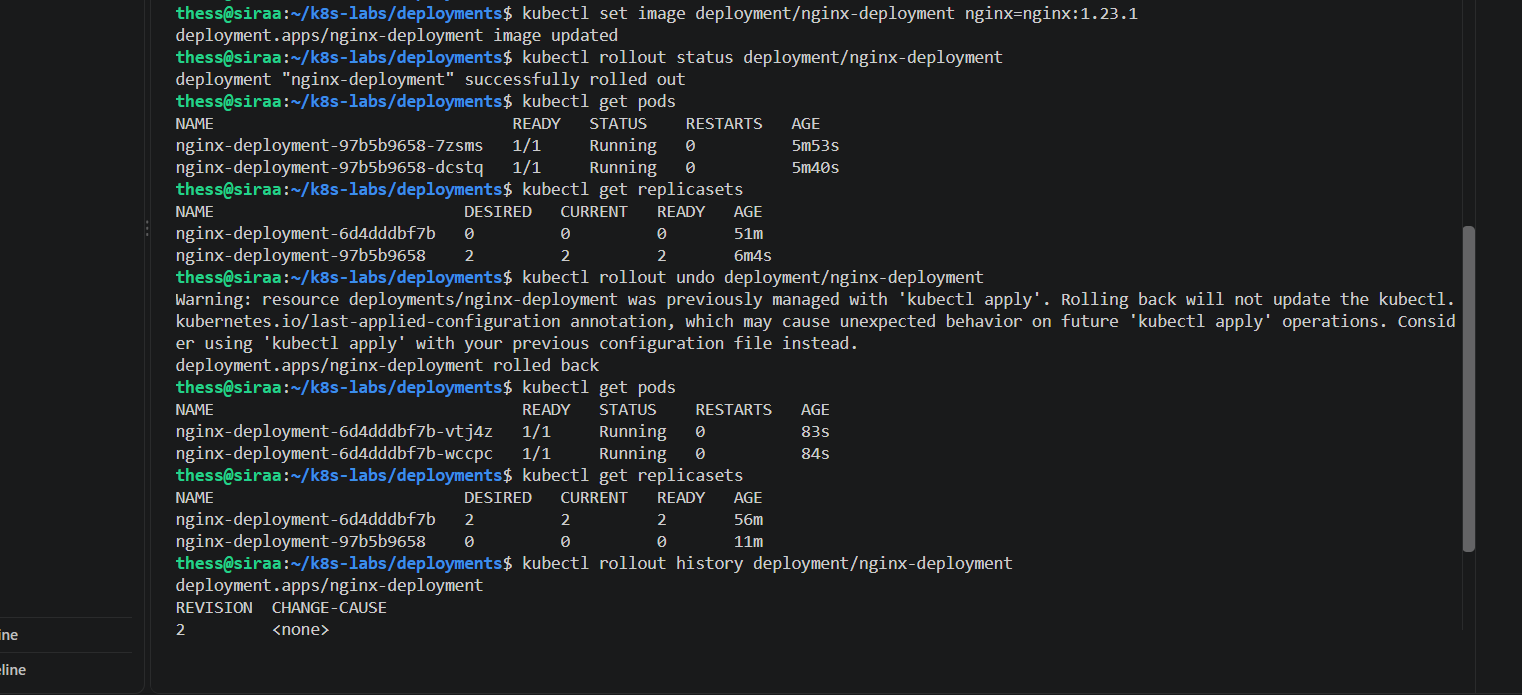 thess@siraa:~/k8s-labs/deployments$ kubectl set image deployment/nginx-deployment nginx=nginx:1.23.1
deployment.apps/nginx-deployment image updated
thess@siraa:~/k8s-labs/deployments$ kubectl rollout status deployment/nginx-deployment
deployment "nginx-deployment" successfully rolled out
thess@siraa:~/k8s-labs/deployments$ kubectl get pods
NAME READY STATUS RESTARTS AGE
nginx-deployment-97b5b9658-7zsms 1/1 Running 0 5m53s
nginx-deployment-97b5b9658-dcstq 1/1 Running 0 5m40s
thess@siraa:~/k8s-labs/deployments$ kubectl get replicasets
NAME DESIRED CURRENT READY AGE
nginx-deployment-6d4dddbf7b 0 0 0 51m
nginx-deployment-97b5b9658 2 2 2 6m4s
thess@siraa:~/k8s-labs/deployments$ kubectl rollout undo deployment/nginx-deployment
Warning: resource deployments/nginx-deployment was previously managed with 'kubectl apply'. Rolling back will not update the kubectl.
kubernetes.io/last-applied-configuration annotation, which may cause unexpected behavior on future 'kubectl apply' operations. Consid
er using 'kubectl apply' with your previous configuration file instead.
deployment.apps/nginx-deployment rolled back
thess@siraa:~/k8s-labs/deployments$ kubectl get pods
NAME READY STATUS RESTARTS AGE
nginx-deployment-6d4dddbf7b-vtj4z 1/1 Running 0 83s
nginx-deployment-6d4dddbf7b-wccpc 1/1 Running 0 84s
thess@siraa:~/k8s-labs/deployments$ kubectl get replicasets
NAME DESIRED CURRENT READY AGE
nginx-deployment-6d4dddbf7b 2 2 2 56m
nginx-deployment-97b5b9658 0 0 0 11m
thess@siraa:~/k8s-labs/deployments$ kubectl rollout history deployment/nginx-deployment
deployment.apps/nginx-deployment
REVISION CHANGE-CAUSE
2 <none>
ine
eline